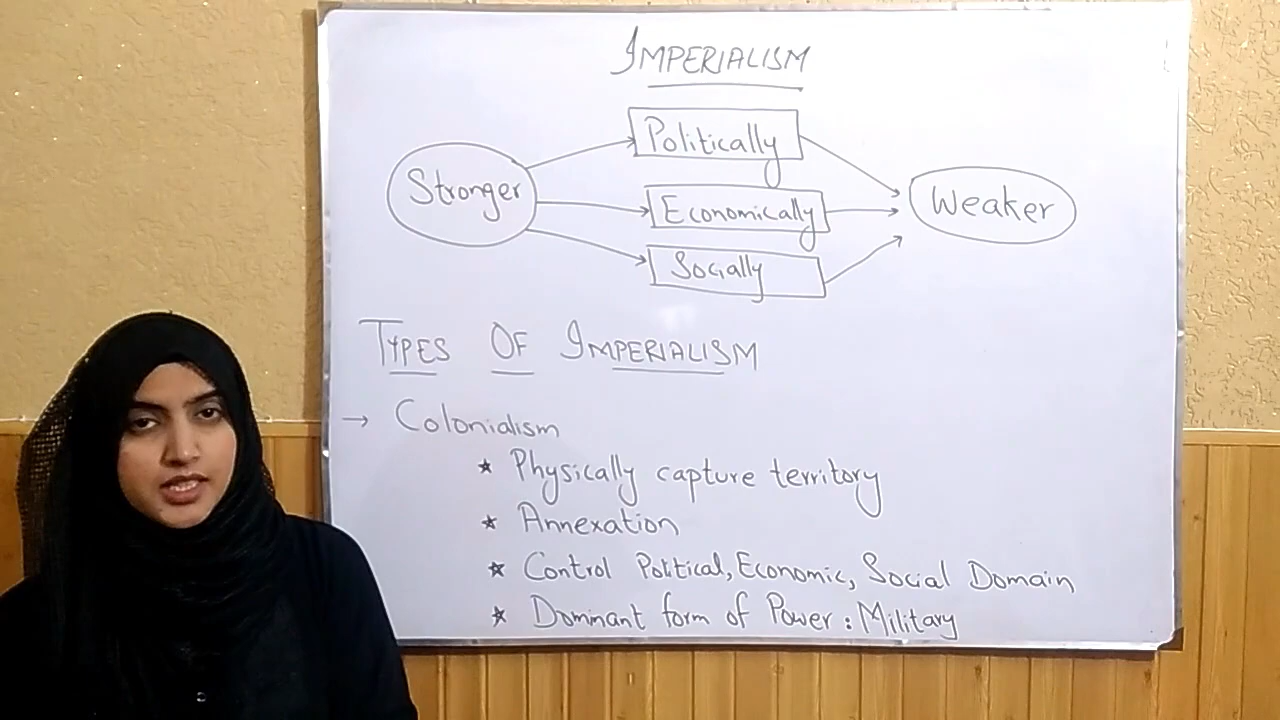 IMPERIALISM
Politically
Stronger
Economically
Weaker
Socially
TYPES OF IMPERIALISM
→ Colonialism
★ Physically capture territory
★ Annexation
★ Control Political, Economic, Social Domain
★ Dominant form of Power : Military